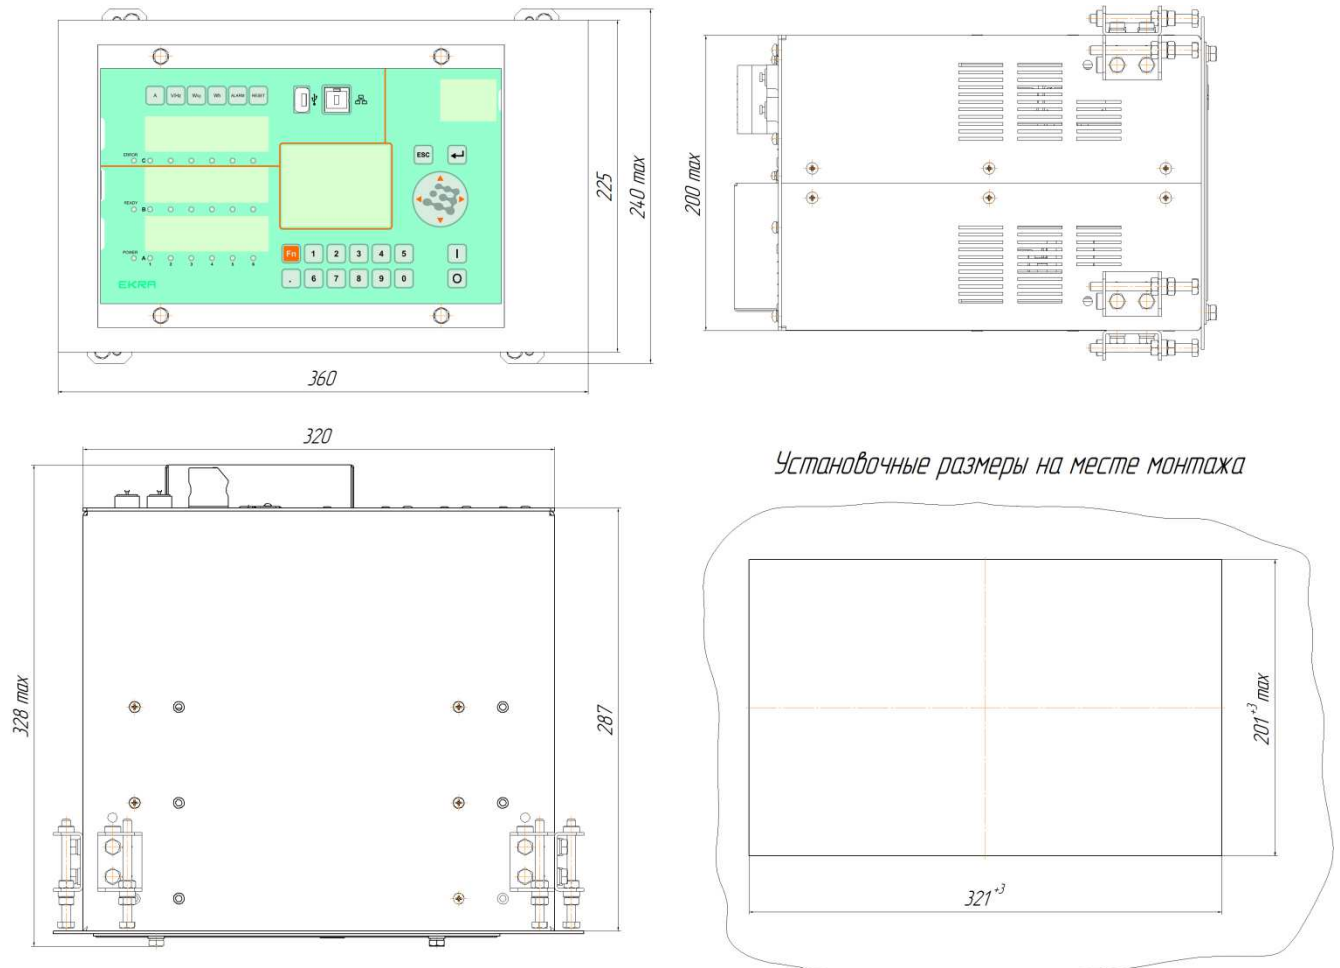 A V/Hz Wxq Wh ALARM RESET
ERROR
C
READY
B
POWER
A
1 2 3 4 5 6
EKRA
ESC
Fn 1 2 3 4 5
. 6 7 8 9 0
I
O
225
240 max
360
200 max
320
328 max
287
Установочные размеры на месте монтажа
201⁺³ max
321⁺³